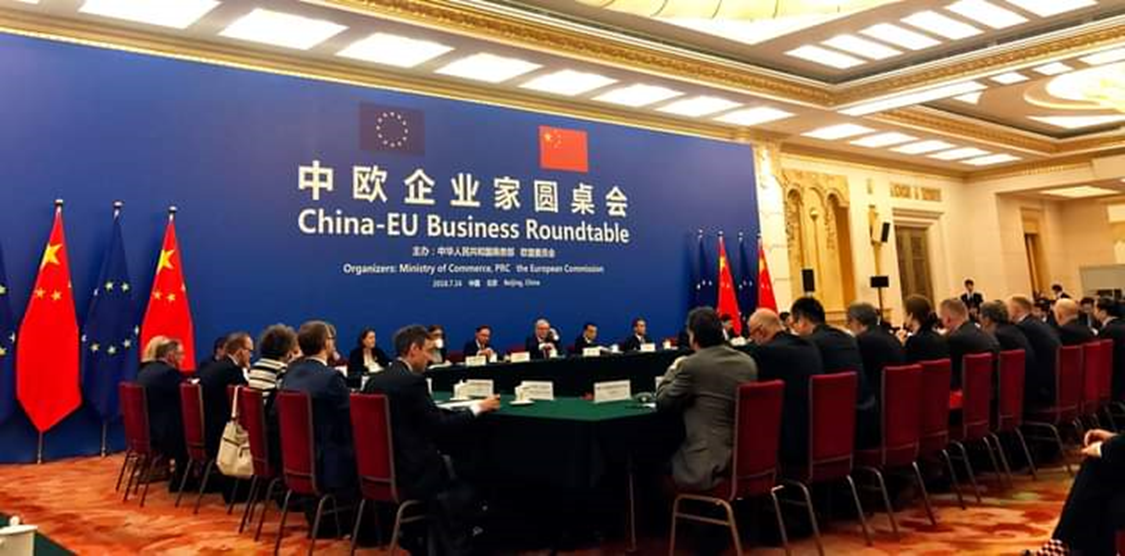 中欧企业家圆桌会
China-EU Business Roundtable
主办：中华人民共和国商务部 欧盟委员会
Organizers: Ministry of Commerce, PRC the European Commission
2018.7.16 中国 北京 Beijing, China